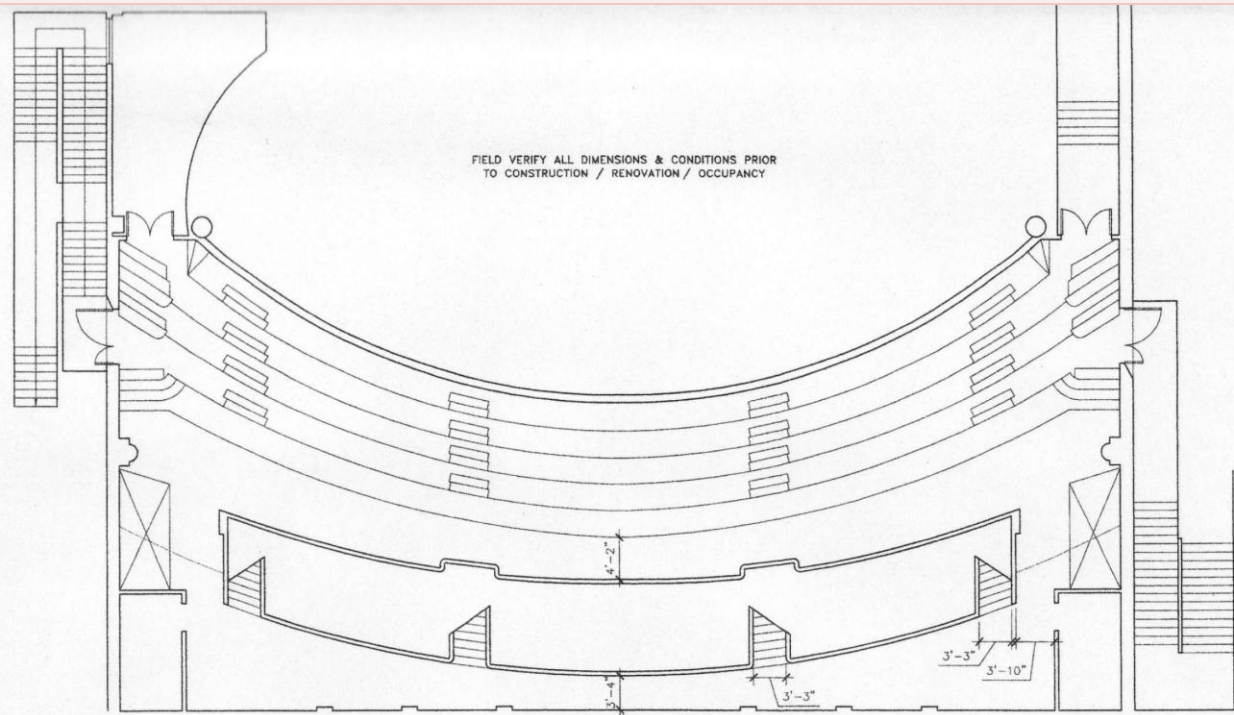 FIELD VERIFY ALL DIMENSIONS & CONDITIONS PRIOR
TO CONSTRUCTION / RENOVATION / OCCUPANCY
4'-2"
3'-3"
3'-10"
3'-4"
3'-3"